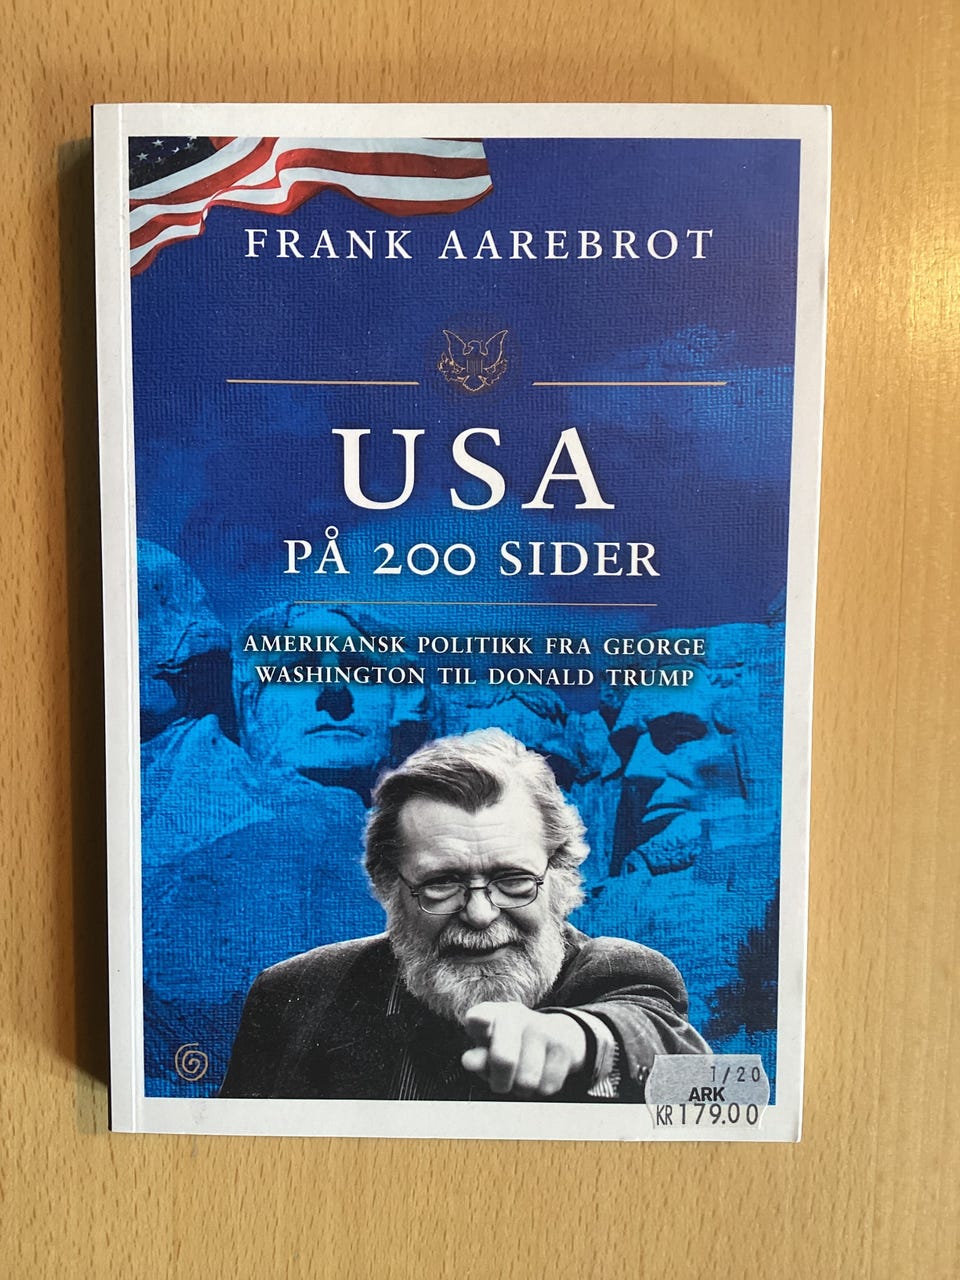 FRANK AAREBROT
USA
PÅ 200 SIDER
AMERIKANSK POLITIKK FRA GEORGE
WASHINGTON TIL DONALD TRUMP
1/20
ARK
KR 179.00